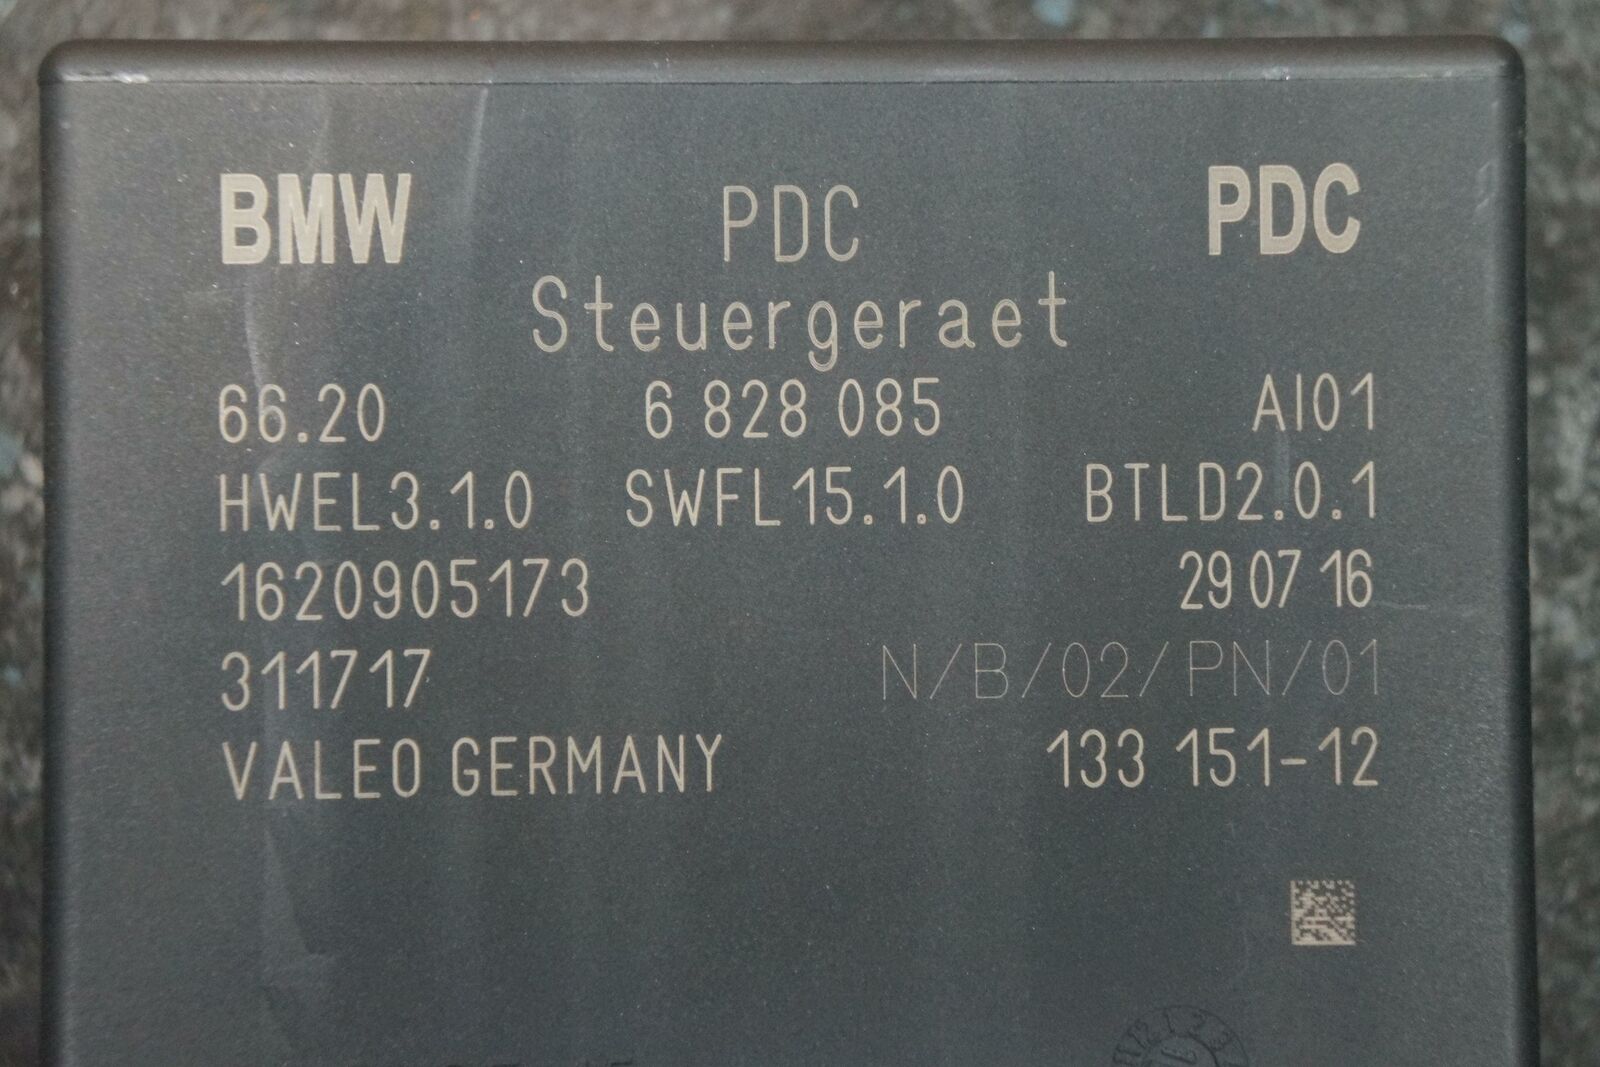 BMW PDC PDC
Steuergeraet
66.20 6 828 085 AI01
HWEL3.1.0 SWFL15.1.0 BTLD2.0.1
1620905173 29 07 16
311717 N/B/02/PN/01
VALEO GERMANY 133 151-12